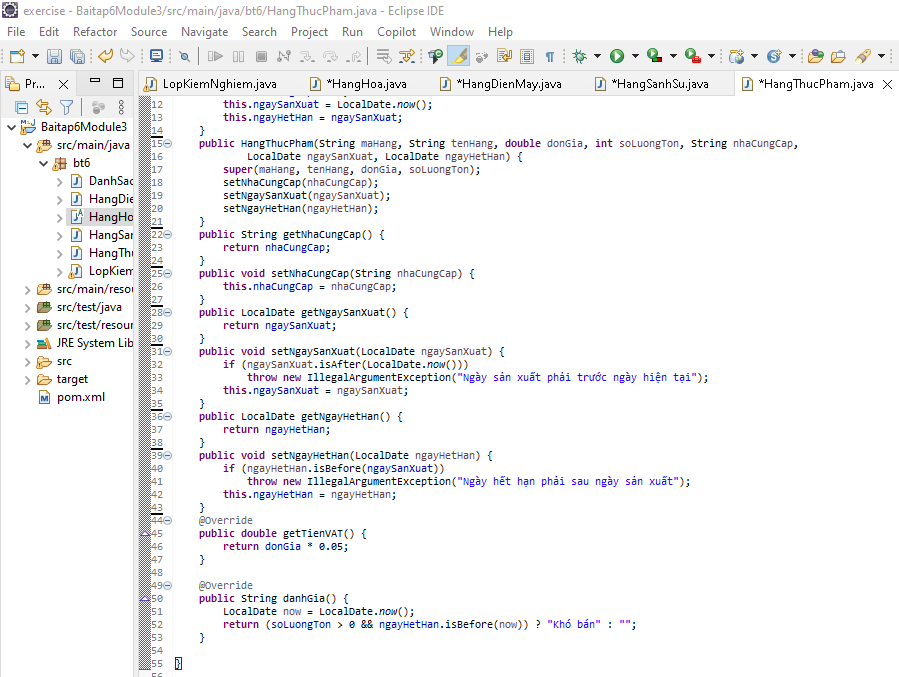 exercise - Baitap6Module3/src/main/java/bt6/HangThucPham.java - Eclipse IDE
File Edit Refactor Source Navigate Search Project Run Copilot Window Help
Pr... LopKiemNghiem.java *HangHoa.java *HangDienMay.java *HangSanhSu.java *HangThucPham.java
Baitap6Module3
src/main/java
bt6
DanhSac
HangDie
HangHo
HangSar
HangThu
LopKiem
src/main/resou
src/test/java
src/test/resour
JRE System Lib
src
target
pom.xml
12 this.ngaySanXuat = LocalDate.now();
13 this.ngayHetHan = ngaySanXuat;
14 }
15 public HangThucPham(String maHang, String tenHang, double donGia, int soLuongTon, String nhaCungCap,
16 LocalDate ngaySanXuat, LocalDate ngayHetHan) {
17 super(maHang, tenHang, donGia, soLuongTon);
18 setNhaCungCap(nhaCungCap);
19 setNgaySanXuat(ngaySanXuat);
20 setNgayHetHan(ngayHetHan);
21 }
22 public String getNhaCungCap() {
23 return nhaCungCap;
24 }
25 public void setNhaCungCap(String nhaCungCap) {
26 this.nhaCungCap = nhaCungCap;
27 }
28 public LocalDate getNgaySanXuat() {
29 return ngaySanXuat;
30 }
31 public void setNgaySanXuat(LocalDate ngaySanXuat) {
32 if (ngaySanXuat.isAfter(LocalDate.now()))
33 throw new IllegalArgumentException("Ngày sản xuất phải trước ngày hiện tại");
34 this.ngaySanXuat = ngaySanXuat;
35 }
36 public LocalDate getNgayHetHan() {
37 return ngayHetHan;
38 }
39 public void setNgayHetHan(LocalDate ngayHetHan) {
40 if (ngayHetHan.isBefore(ngaySanXuat))
41 throw new IllegalArgumentException("Ngày hết hạn phải sau ngày sản xuất");
42 this.ngayHetHan = ngayHetHan;
43 }
44 @Override
45 public double getTienVAT() {
46 return donGia * 0.05;
47 }
48
49 @Override
50 public String danhGia() {
51 LocalDate now = LocalDate.now();
52 return (soLuongTon > 0 && ngayHetHan.isBefore(now)) ? "Khó bán" : "";
53 }
54
55 }
56